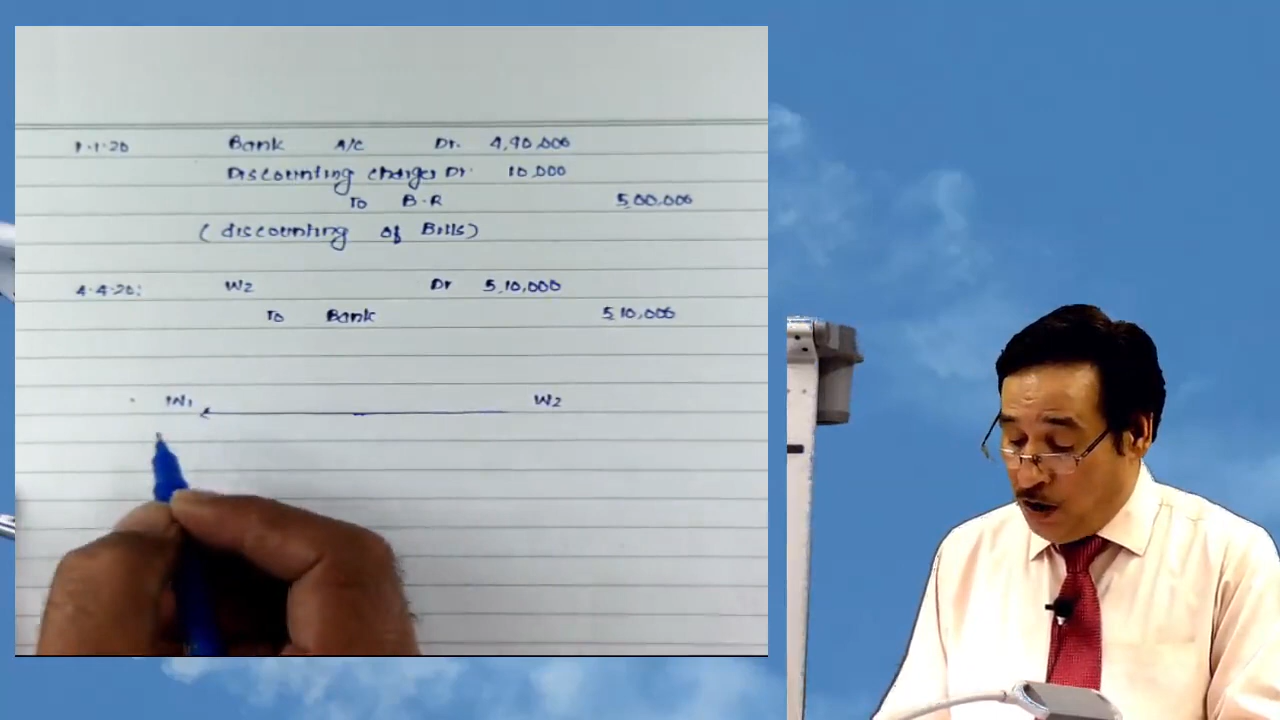 1.1.20 Bank A/C Dr. 4,90,000
Discounting charges Dr. 10,000
To B.R 5,00,000
( discounting of Bills)
4.4.20: W2 Dr 5,10,000
To Bank 5,10,000
W1 W2